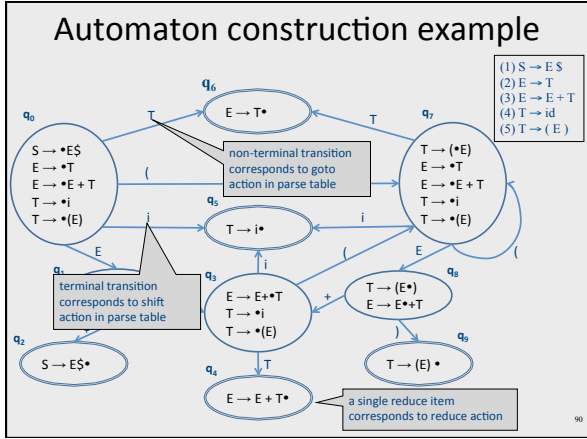 Automaton construction example
(1) S → E $
(2) E → T
(3) E → E + T
(4) T → id
(5) T → ( E )
q6
E → T•
q0
S → •E$
E → •T
E → •E + T
T → •i
T → •(E)
T
T
q7
T → (•E)
E → •T
E → •E + T
T → •i
T → •(E)
non-terminal transition
corresponds to goto
action in parse table
(
q5
T → i•
i
i
E
(
terminal transition
corresponds to shift
action in parse table
q3
E → E+•T
T → •i
T → •(E)
i
(
+
E
q8
T → (E•)
E → E•+T
q2
S → E$•
T
q4
E → E + T•
)
q9
T → (E) •
a single reduce item
corresponds to reduce action
90